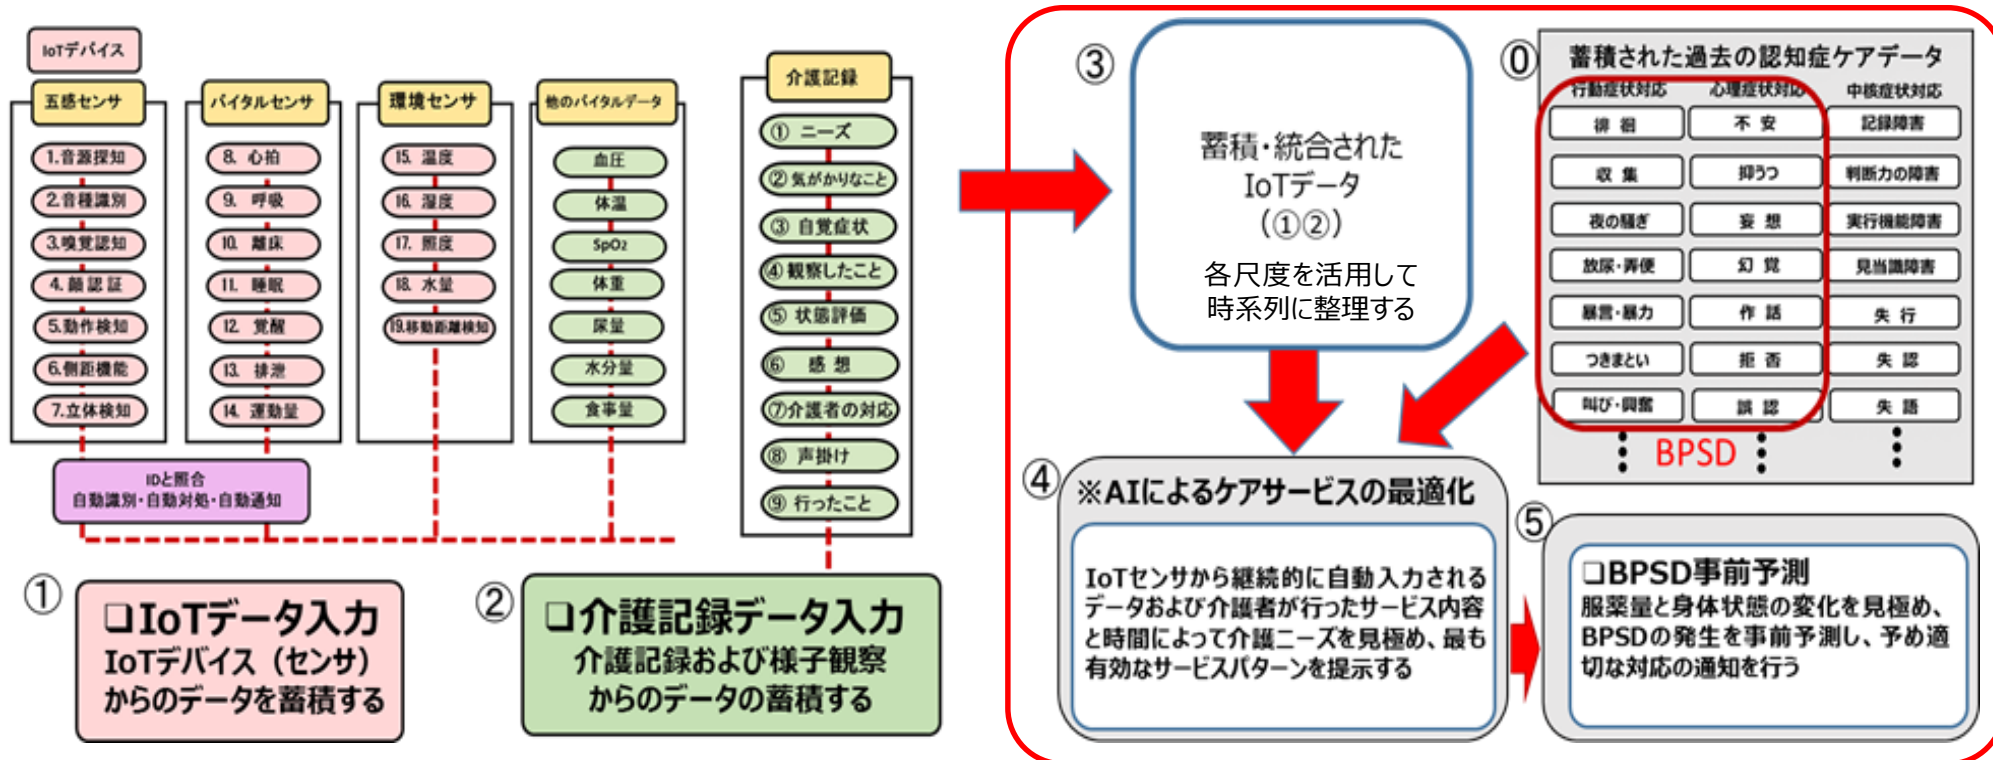 IoTデバイス
五感センサ
1.音源探知
2.音種識別
3.嗅覚認知
4.顔認証
5.動作検知
6.側距機能
7.立体検知
バイタルセンサ
8. 心拍
9. 呼吸
10. 離床
11. 睡眠
12. 覚醒
13. 排泄
14. 運動量
環境センサ
15. 温度
16. 湿度
17. 照度
18. 水量
19.移動距離検知
他のバイタルデータ
血圧
体温
SpO2
体重
尿量
水分量
食事量
介護記録
① ニーズ
② 気がかりなこと
③ 自覚症状
④ 観察したこと
⑤ 状態評価
⑥ 感想
⑦介護者の対応
⑧ 声掛け
⑨ 行ったこと
IDと照合
自動識別・自動対処・自動通知
①
❑IoTデータ入力
IoTデバイス（センサ）
からのデータを蓄積する
②
❑介護記録データ入力
介護記録および様子観察
からのデータの蓄積する
③
蓄積・統合された
IoTデータ
（①②）
各尺度を活用して
時系列に整理する
⓪
蓄積された過去の認知症ケアデータ
行動症状対応
徘徊
収集
夜の騒ぎ
放尿・弄便
暴言・暴力
つきまとい
叫び・興奮
心理症状対応
不安
抑うつ
妄想
幻覚
作話
拒否
誤認
中核症状対応
記録障害
判断力の障害
実行機能障害
見当識障害
失行
失認
失語
BPSD
④
※AIによるケアサービスの最適化
IoTセンサから継続的に自動入力される
データおよび介護者が行ったサービス内容
と時間によって介護ニーズを見極め、最も
有効なサービスパターンを提示する
⑤
❑BPSD事前予測
服薬量と身体状態の変化を見極め、
BPSDの発生を事前予測し、予め適
切な対応の通知を行う